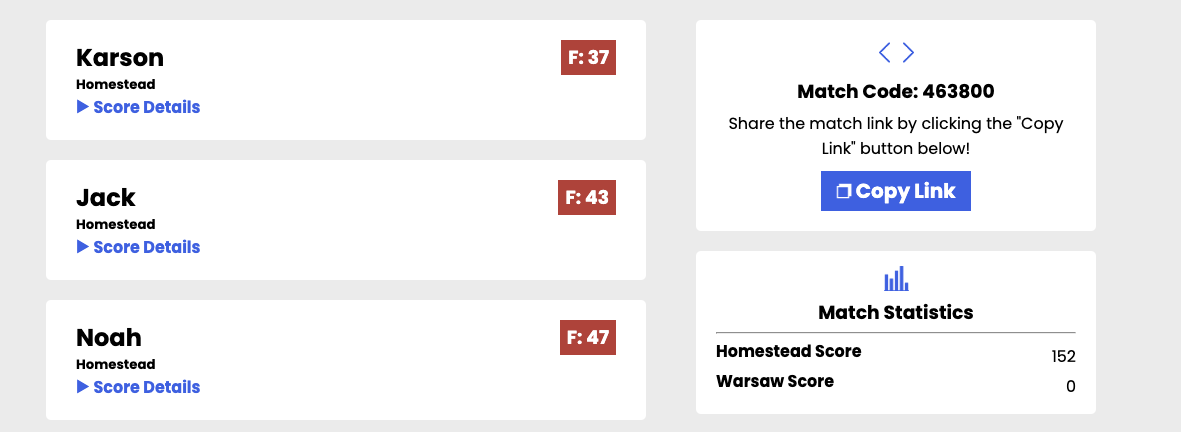 Karson
F: 37
Homestead
▶ Score Details
Jack
F: 43
Homestead
▶ Score Details
Noah
F: 47
Homestead
▶ Score Details
Match Code: 463800
Share the match link by clicking the "Copy
Link" button below!
Copy Link
Match Statistics
Homestead Score 152
Warsaw Score 0